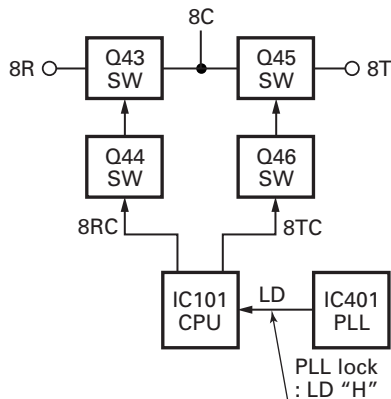 8C
8R
Q43
SW
Q45
SW
8T
Q44
SW
Q46
SW
8RC
8TC
IC101
CPU
LD
IC401
PLL
PLL lock
: LD “H”